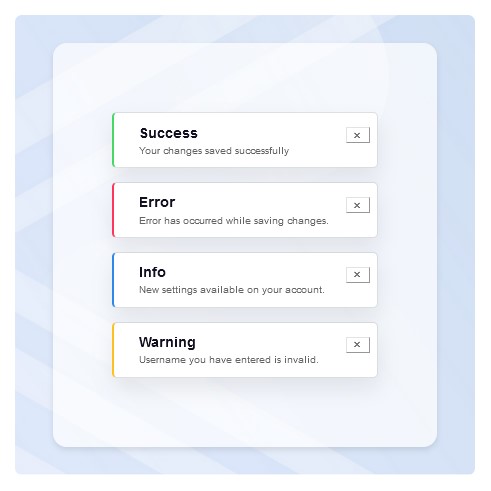 Success
Your changes saved successfully
×
Error
Error has occurred while saving changes.
×
Info
New settings available on your account.
×
Warning
Username you have entered is invalid.
×